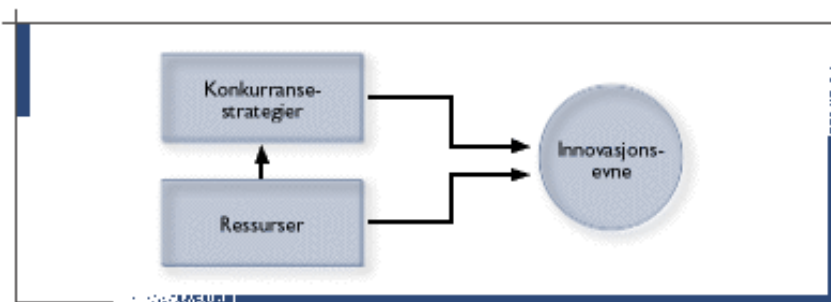 Konkurranse-
strategier
Innovasjons-
evne
Ressurser